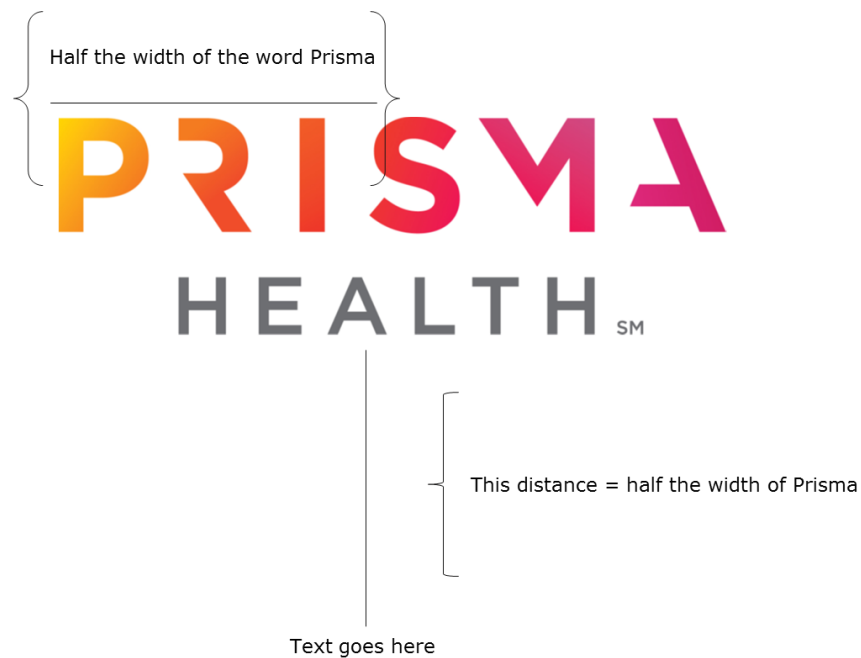 Half the width of the word Prisma
PRISMA
HEALTH SM
This distance = half the width of Prisma
Text goes here